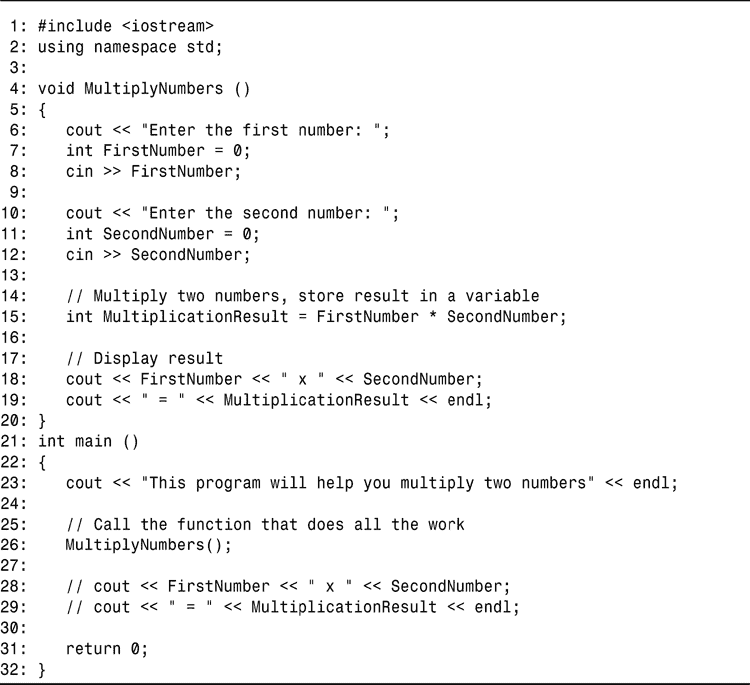 1: #include <iostream>
2: using namespace std;
3:
4: void MultiplyNumbers ()
5: {
6:    cout << "Enter the first number: ";
7:    int FirstNumber = 0;
8:    cin >> FirstNumber;
9:
10:    cout << "Enter the second number: ";
11:    int SecondNumber = 0;
12:    cin >> SecondNumber;
13:
14:    // Multiply two numbers, store result in a variable
15:    int MultiplicationResult = FirstNumber * SecondNumber;
16:
17:    // Display result
18:    cout << FirstNumber << " x " << SecondNumber;
19:    cout << " = " << MultiplicationResult << endl;
20: }
21: int main ()
22: {
23:    cout << "This program will help you multiply two numbers" << endl;
24:
25:    // Call the function that does all the work
26:    MultiplyNumbers();
27:
28:    // cout << FirstNumber << " x " << SecondNumber;
29:    // cout << " = " << MultiplicationResult << endl;
30:
31:    return 0;
32: }